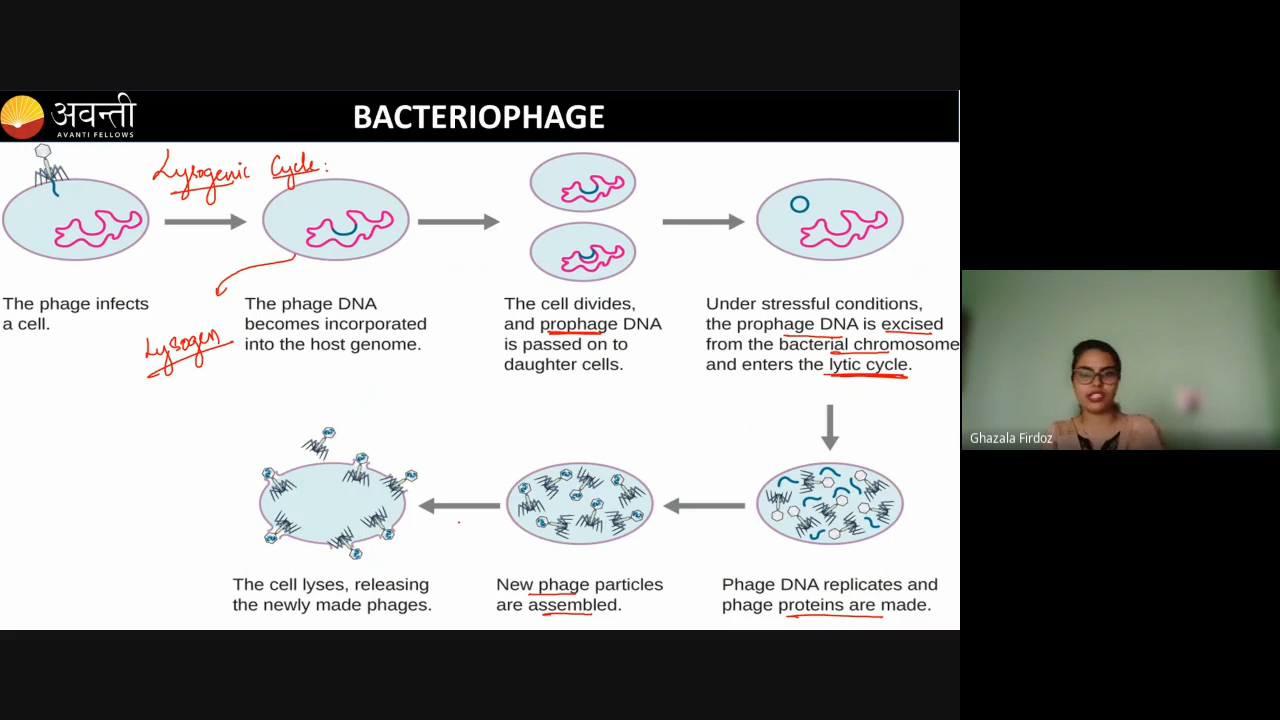 अवन्ती
AVANTI FELLOWS
BACTERIOPHAGE
Lysogenic Cycle:
The phage infects
a cell.
Lysogen
The phage DNA
becomes incorporated
into the host genome.
The cell divides,
and prophage DNA
is passed on to
daughter cells.
Under stressful conditions,
the prophage DNA is excised
from the bacterial chromosome
and enters the lytic cycle.
Ghazala Firdoz
The cell lyses, releasing
the newly made phages.
New phage particles
are assembled.
Phage DNA replicates and
phage proteins are made.